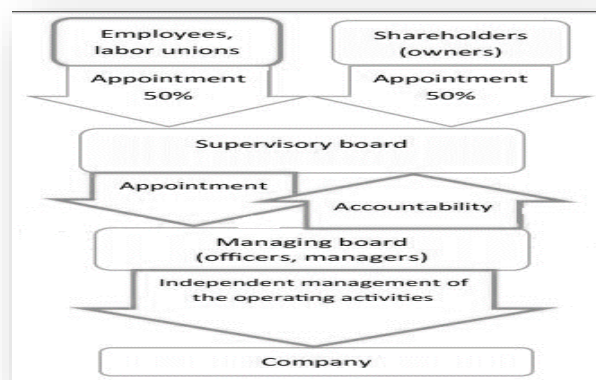 Employees,
labor unions
Shareholders
(owners)
Appointment
50%
Appointment
50%
Supervisory board
Appointment
Accountability
Managing board
(officers, managers)
Independent management of
the operating activities
Company